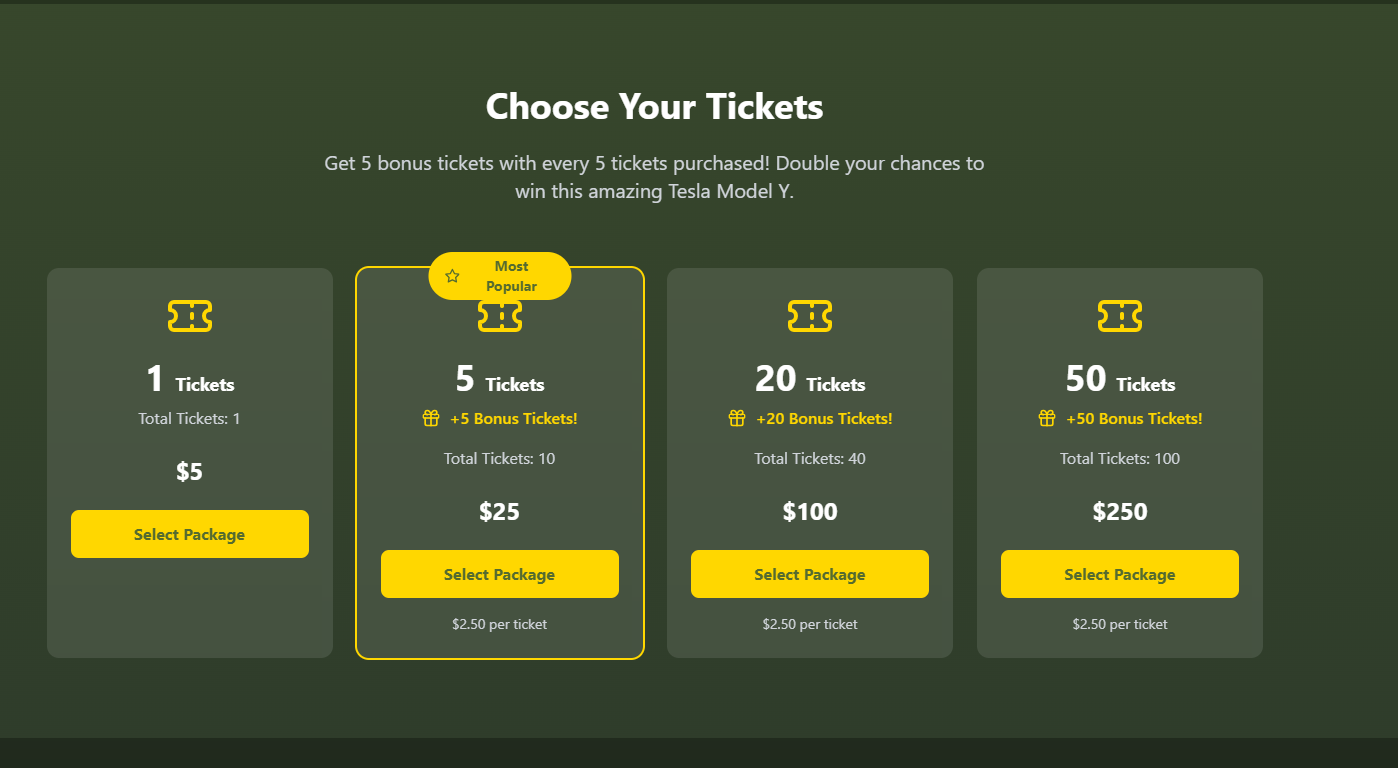 Choose Your Tickets
Get 5 bonus tickets with every 5 tickets purchased! Double your chances to
win this amazing Tesla Model Y.
1 Tickets
Total Tickets: 1
$5
Select Package
Most
Popular
5 Tickets
+5 Bonus Tickets!
Total Tickets: 10
$25
Select Package
$2.50 per ticket
20 Tickets
+20 Bonus Tickets!
Total Tickets: 40
$100
Select Package
$2.50 per ticket
50 Tickets
+50 Bonus Tickets!
Total Tickets: 100
$250
Select Package
$2.50 per ticket